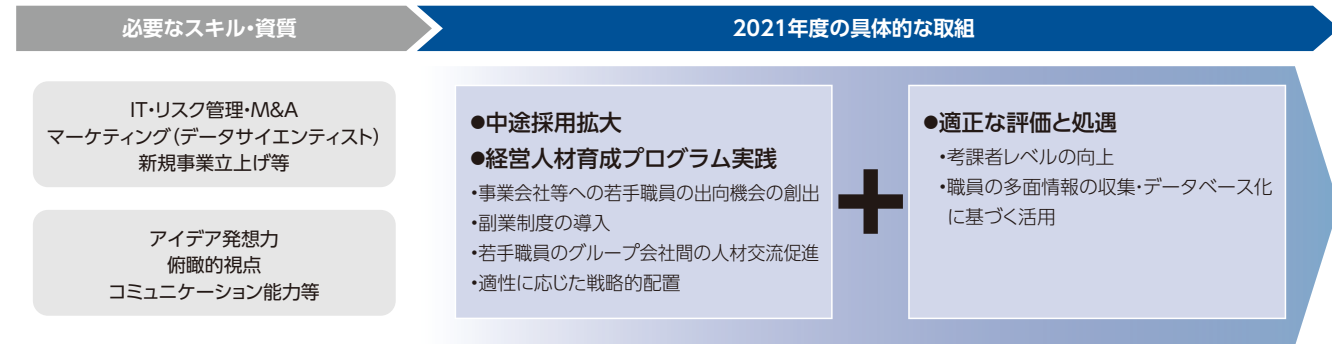 必要なスキル・資質
2021年度の具体的な取組
IT・リスク管理・M&A
マーケティング(データサイエンティスト)
新規事業立上げ等
アイデア発想力
俯瞰的視点
コミュニケーション能力等
●中途採用拡大
●経営人材育成プログラム実践
・事業会社等への若手職員の出向機会の創出
・副業制度の導入
・若手職員のグループ会社間の人材交流促進
・適性に応じた戦略的配置
+
●適正な評価と処遇
・考課者レベルの向上
・職員の多面情報の収集・データベース化
に基づく活用